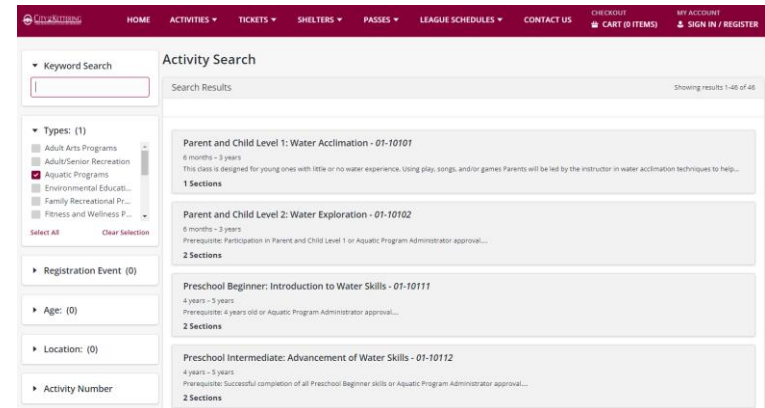 CITY OF KETTERING
HOME
ACTIVITIES
TICKETS
SHELTERS
PASSES
LEAGUE SCHEDULES
CONTACT US
CHECKOUT
CART (0 ITEMS)
MY ACCOUNT
SIGN IN / REGISTER
Keyword Search
Types: (1)
Adult Arts Programs
Adult/Senior Recreation
Aquatic Programs
Environmental Educati...
Family Recreational Pr...
Fitness and Wellness P...
Select All
Clear Selection
Registration Event (0)
Age: (0)
Location: (0)
Activity Number
Activity Search
Search Results
Showing results 1-46 of 46
Parent and Child Level 1: Water Acclimation - 01-10101
6 months – 3 years
This class is designed for young ones with little or no water experience. Using play, songs, and/or games Parents will be led by the instructor in water acclimation techniques to help...
1 Sections
Parent and Child Level 2: Water Exploration - 01-10102
6 months – 3 years
Prerequisite: Participation in Parent and Child Level 1 or Aquatic Program Administrator approval....
2 Sections
Preschool Beginner: Introduction to Water Skills - 01-10111
4 years – 5 years
Prerequisite: 4 years old or Aquatic Program Administrator approval....
2 Sections
Preschool Intermediate: Advancement of Water Skills - 01-10112
4 years – 5 years
Prerequisite: Successful completion of all Preschool Beginner skills or Aquatic Program Administrator approval....
2 Sections